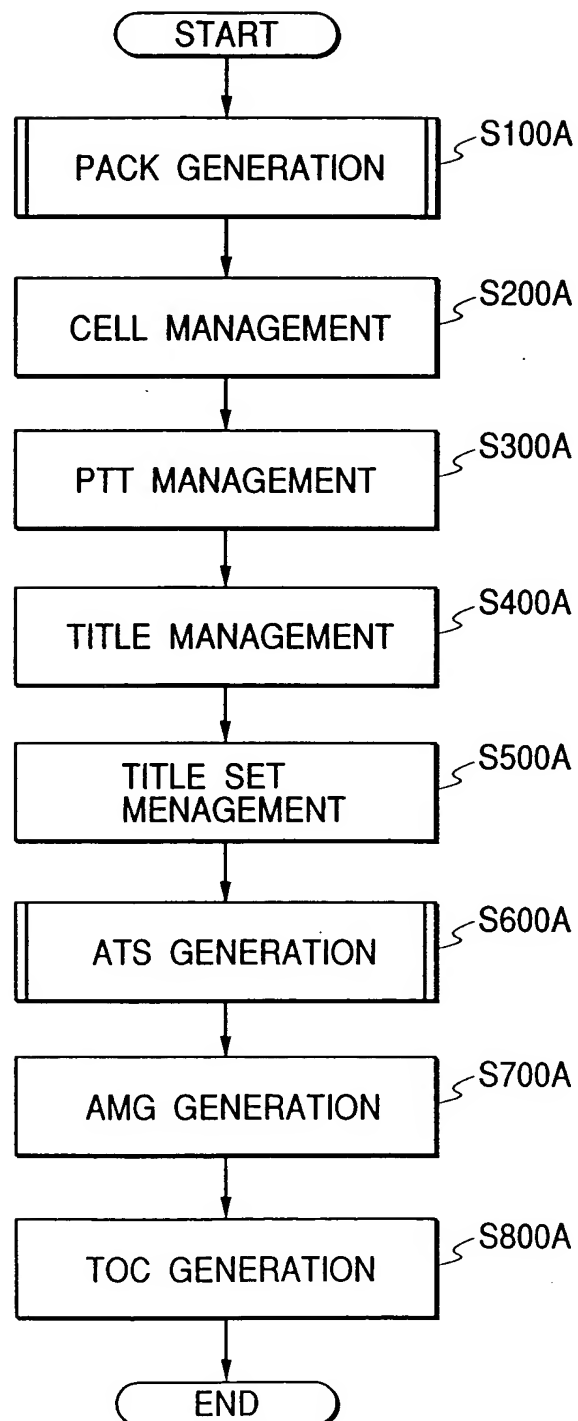 START
PACK GENERATION
S100A
CELL MANAGEMENT
S200A
PTT MANAGEMENT
S300A
TITLE MANAGEMENT
S400A
TITLE SET
MENAGEMENT
S500A
ATS GENERATION
S600A
AMG GENERATION
S700A
TOC GENERATION
S800A
END